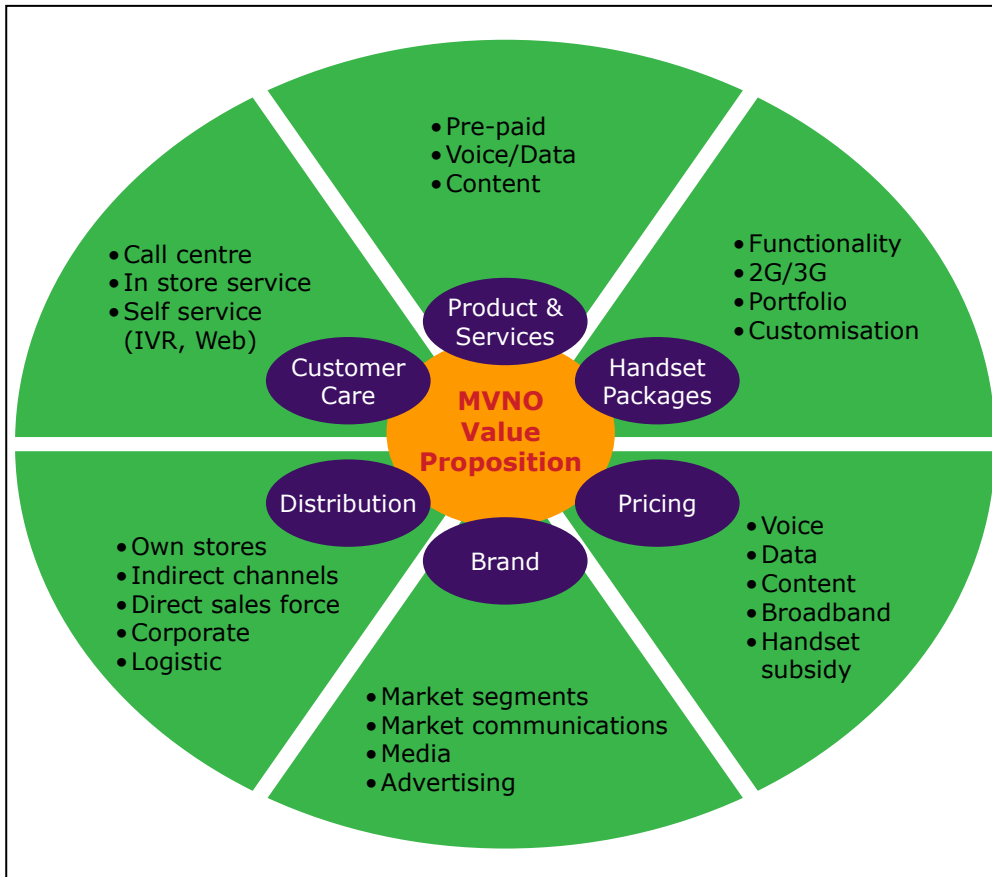 • Pre-paid
• Voice/Data
• Content
Product &
Services
• Functionality
• 2G/3G
• Portfolio
• Customisation
Handset
Packages
• Call centre
• In store service
• Self service
(IVR, Web)
Customer
Care
MVNO
Value
Proposition
Distribution
• Own stores
• Indirect channels
• Direct sales force
• Corporate
• Logistic
Brand
• Market segments
• Market communications
• Media
• Advertising
Pricing
• Voice
• Data
• Content
• Broadband
• Handset
subsidy